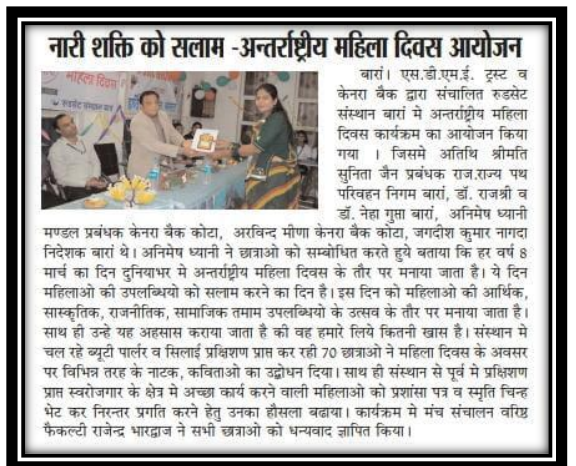 नारी शक्ति को सलाम -अन्तर्राष्ट्रीय महिला दिवस आयोजन
महिला दिवस
बारां। एस.डी.एम.ई. ट्रस्ट व
केनरा बैक द्वारा संचालित रुडसेट
संस्थान बारां मे अन्तर्राष्ट्रीय महिला
दिवस कार्यक्रम का आयोजन किया
गया । जिसमे अतिथि श्रीमति
सुनिता जैन प्रबंधक राज.राज्य पथ
परिवहन निगम बारां, डॉ. राजश्री व
डॉ. नेहा गुप्ता बारां, अनिमेष ध्यानी
मण्डल प्रबंधक केनरा बैक कोटा, अरविन्द मीणा केनरा बैक कोटा, जगदीश कुमार नागदा
निदेशक बारां थे। अनिमेष ध्यानी ने छात्राओ को सम्बोधित करते हुये बताया कि हर वर्ष 8
मार्च का दिन दुनियाभर मे अन्तर्राष्ट्रीय महिला दिवस के तौर पर मनाया जाता है। ये दिन
महिलाओ की उपलब्धियो को सलाम करने का दिन है। इस दिन को महिलाओ की आर्थिक,
सास्कृतिक, राजनीतिक, सामाजिक तमाम उपलब्धियो के उत्सव के तौर पर मनाया जाता है।
साथ ही उन्हे यह अहसास कराया जाता है की वह हमारे लिये कितनी खास है। संस्थान मे
चल रहे ब्यूटी पार्लर व सिलाई प्रक्षिशण प्राप्त कर रही 70 छात्राओ ने महिला दिवस के अवसर
पर विभिन्न तरह के नाटक, कविताओ का उद्बोधन दिया। साथ ही संस्थान से पूर्व मे प्रक्षिशण
प्राप्त स्वरोजगार के क्षेत्र मे अच्छा कार्य करने वाली महिलाओ को प्रशांसा पत्र व स्मृति चिन्ह
भेट कर निरन्तर प्रगति करने हेतु उनका हौसला बढाया। कार्यक्रम मे मंच संचालन वरिष्ठ
फैकल्टी राजेन्द्र भारद्वाज ने सभी छात्राओ को धन्यवाद ज्ञापित किया।